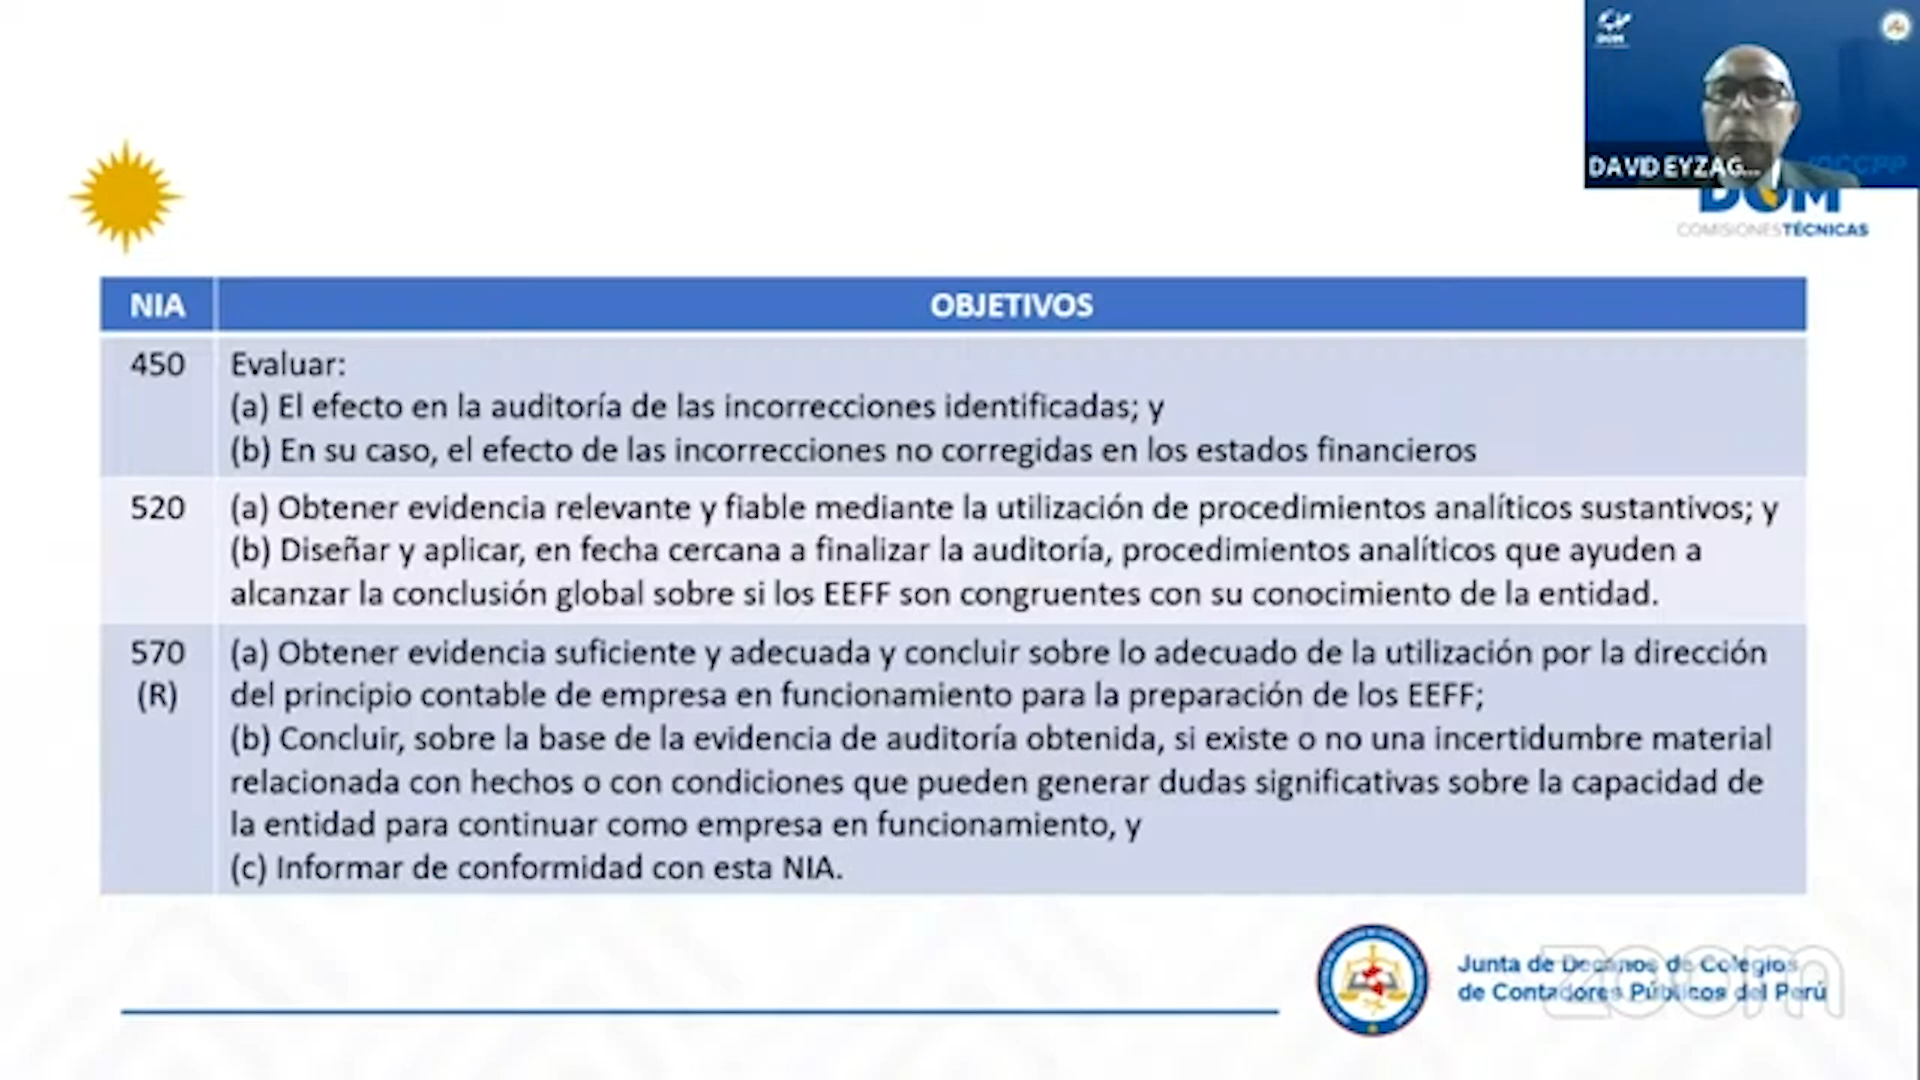 DOM
DAVID EYZAG...
JDCCPP
DOM
COMISIONESTÉCNICAS
NIA
OBJETIVOS
450
Evaluar:
(a) El efecto en la auditoría de las incorrecciones identificadas; y
(b) En su caso, el efecto de las incorrecciones no corregidas en los estados financieros
520
(a) Obtener evidencia relevante y fiable mediante la utilización de procedimientos analíticos sustantivos; y
(b) Diseñar y aplicar, en fecha cercana a finalizar la auditoría, procedimientos analíticos que ayuden a
alcanzar la conclusión global sobre si los EEFF son congruentes con su conocimiento de la entidad.
570
(R)
(a) Obtener evidencia suficiente y adecuada y concluir sobre lo adecuado de la utilización por la dirección
del principio contable de empresa en funcionamiento para la preparación de los EEFF;
(b) Concluir, sobre la base de la evidencia de auditoría obtenida, si existe o no una incertidumbre material
relacionada con hechos o con condiciones que pueden generar dudas significativas sobre la capacidad de
la entidad para continuar como empresa en funcionamiento, y
(c) Informar de conformidad con esta NIA.
Junta de Decanos de Colegios
de Contadores Públicos del Perú
zoom